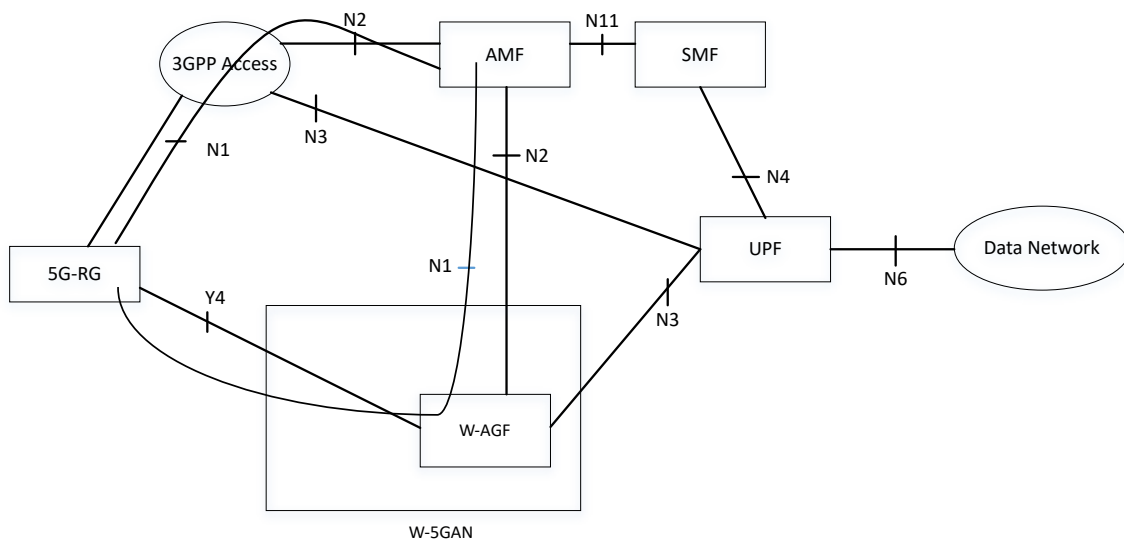 N2
N11
3GPP Access
AMF
SMF
N3
N1
N2
N4
5G-RG
UPF
Data Network
N1
N6
Y4
N3
W-AGF
W-5GAN